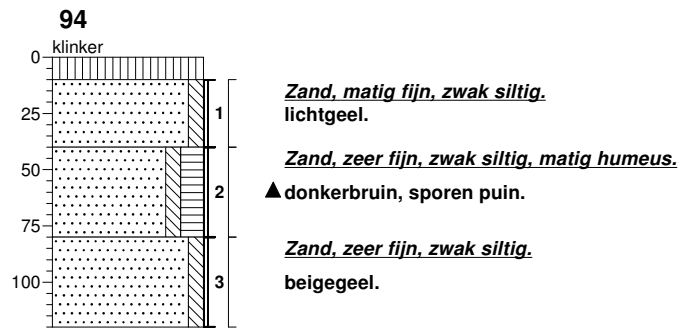 94
klinker
0
25
50
75
100
1
2
3
Zand, matig fijn, zwak siltig.
lichtgeel.
Zand, zeer fijn, zwak siltig, matig humeus.
donkerbruin, sporen puin.
Zand, zeer fijn, zwak siltig.
beigegeel.